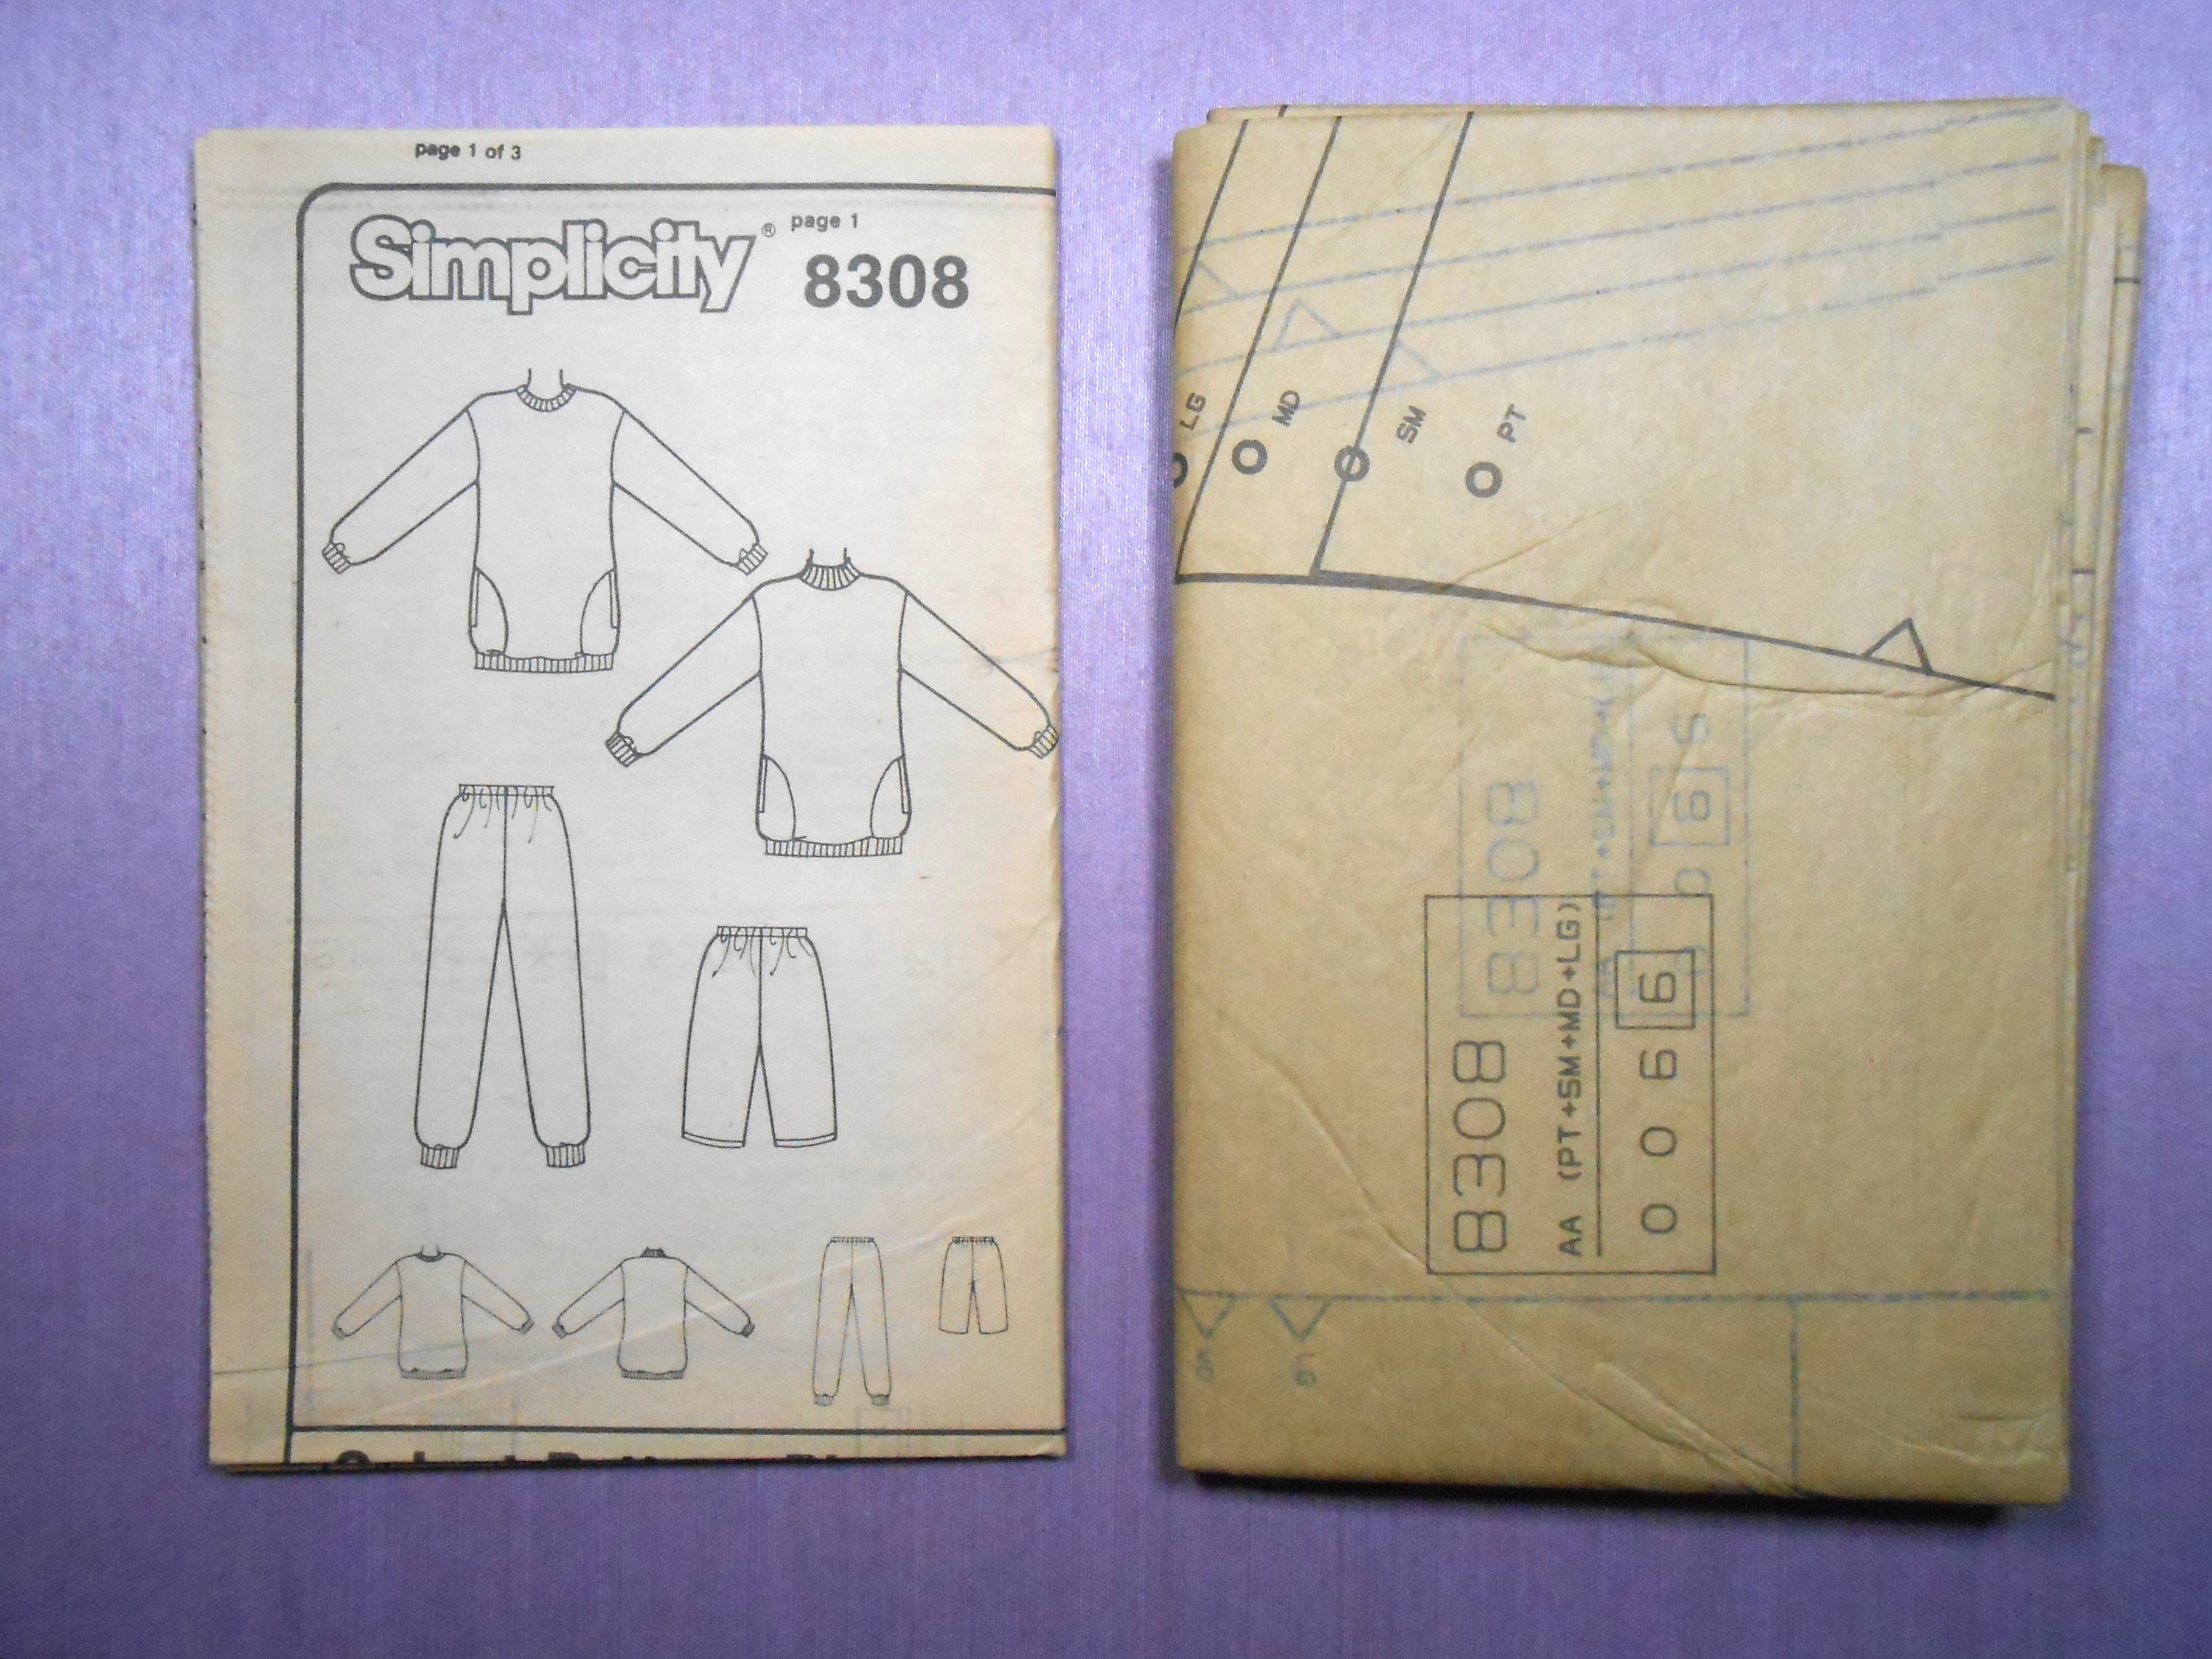 page 1 of 3
Simplicity® page 1
8308
LG
MD
SM
PT
8308
AA (PT+SM+MD+LG)
0 0 6 6
8308
LG